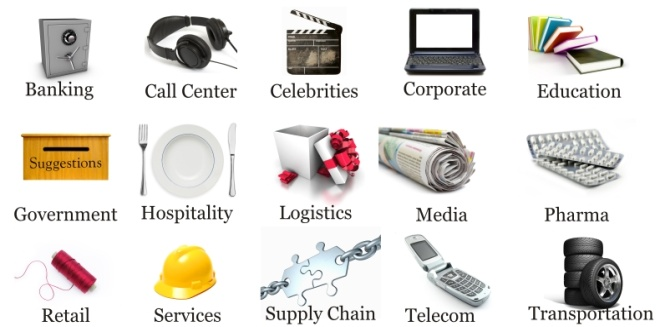 Banking
Call Center
Celebrities
Corporate
Education
Suggestions
Government
Hospitality
Logistics
Media
Pharma
Retail
Services
Supply Chain
Telecom
Transportation